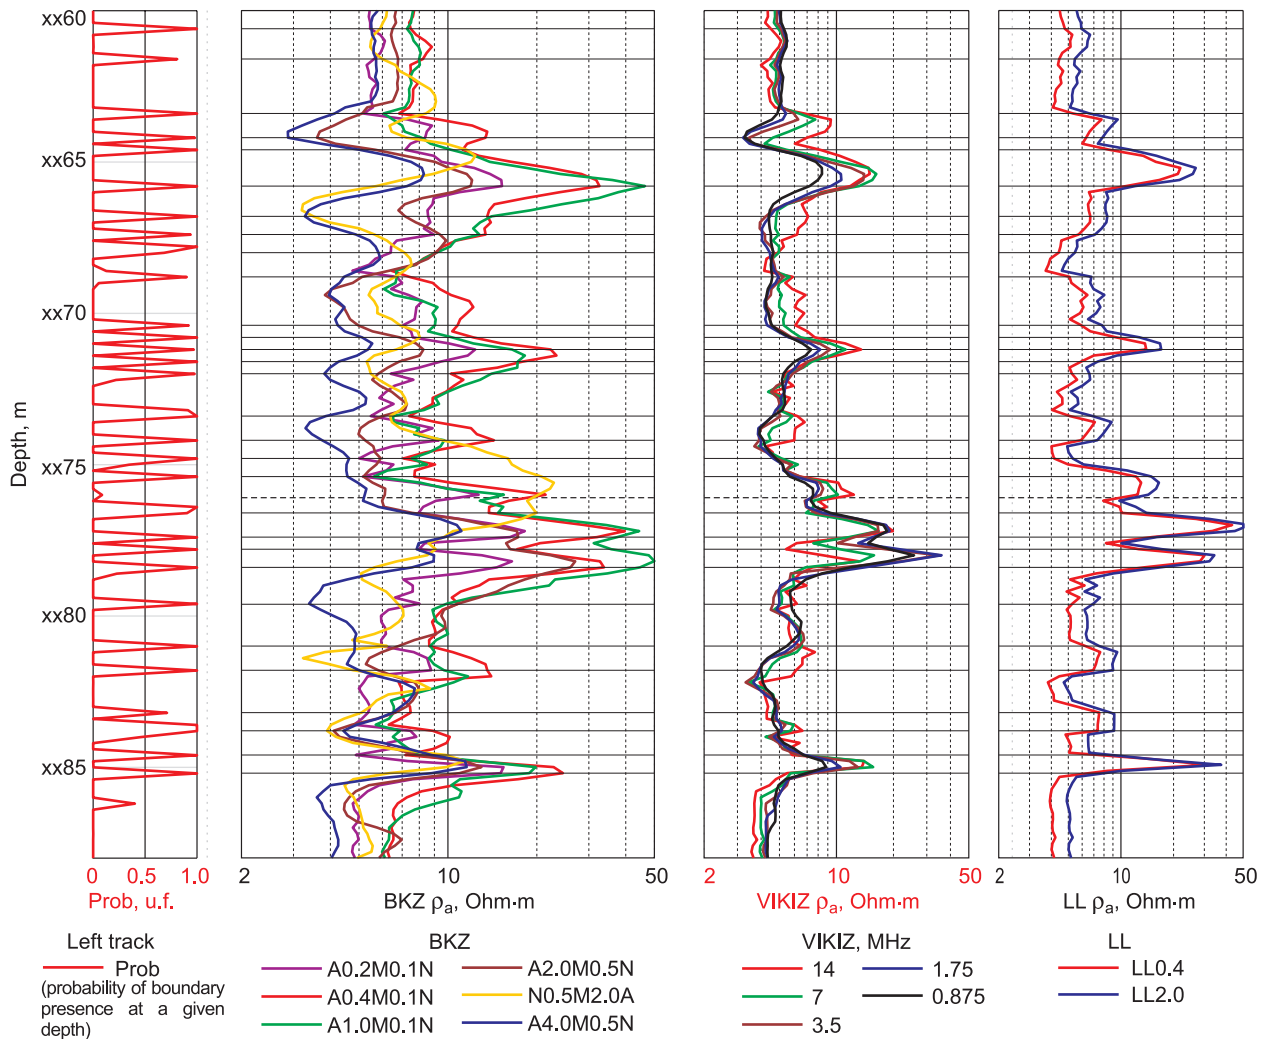 xx60
xx65
xx70
xx75
xx80
xx85
Depth, m
0 0.5 1.0
Prob, u.f.
2 10 50
BKZ ρa, Ohm·m
2 10 50
VIKIZ ρa, Ohm·m
2 10 50
LL ρa, Ohm·m
Left track
Prob
(probability of boundary
presence at a given
depth)
BKZ
A0.2M0.1N
A0.4M0.1N
A1.0M0.1N
A2.0M0.5N
N0.5M2.0A
A4.0M0.5N
VIKIZ, MHz
14
7
3.5
1.75
0.875
LL
LL0.4
LL2.0